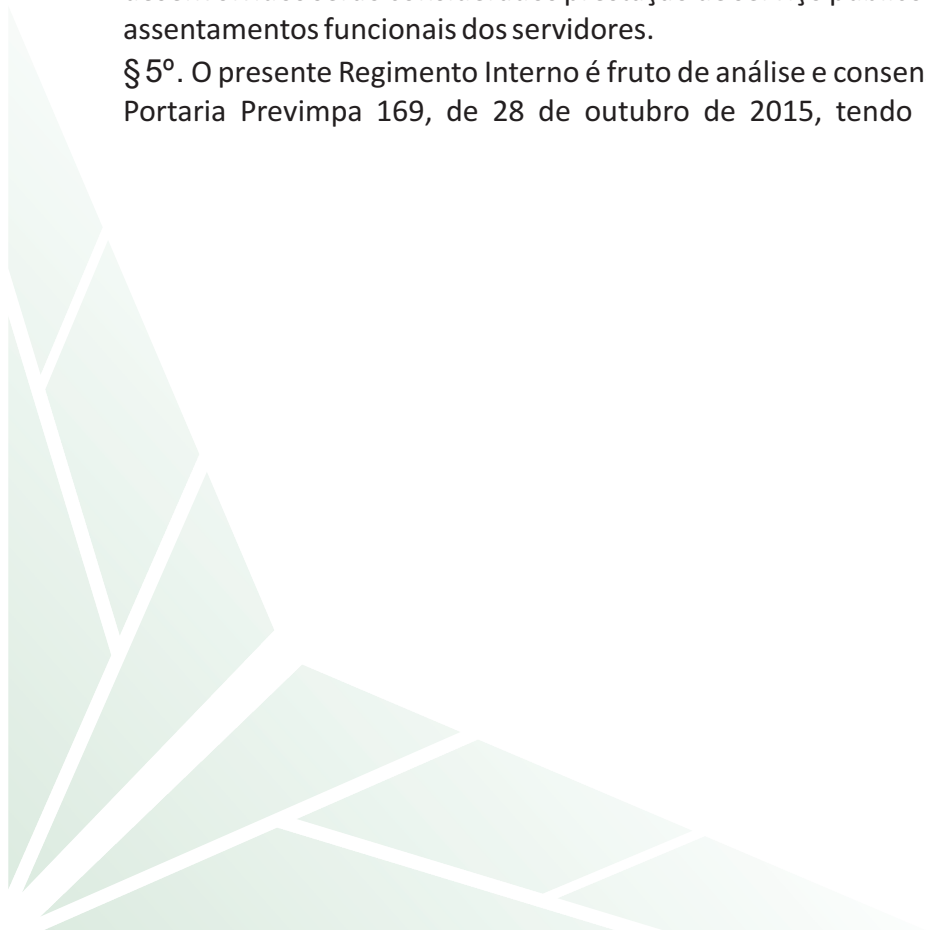 assentamentos funcionais dos servidores.
§ 5º. O presente Regimento Interno é fruto de análise e consen
Portaria Previmpa 169, de 28 de outubro de 2015, tendo